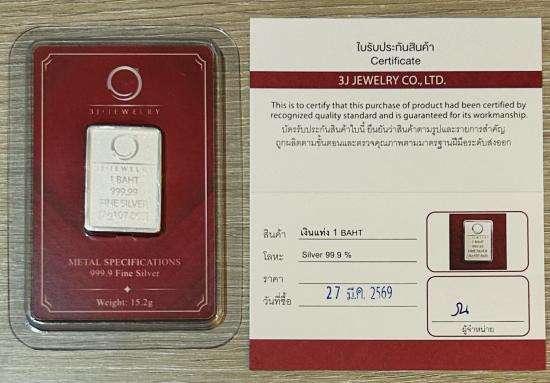 3J·JEWELRY
3J·JEWELRY
1 BAHT
999.99
FINE SILVER
METAL SPECIFICATIONS
999.9 Fine Silver
Weight: 15.2g
ใบรับประกันสินค้า
Certificate
3J JEWELRY CO., LTD.
This is to certify that this purchase of product had been certified by
recognized quality standard and is guaranteed for its workmanship.
บัตรรับประกันสินค้าใบนี้ ยืนยันว่าสินค้าตามรูปและรายการสำคัญ
ถูกผลิตตามขั้นตอนและตรวจคุณภาพตามมาตรฐานฝีมือระดับส่งออก
สินค้า เงินแท่ง 1 BAHT
โลหะ: Silver 99.9 %
ราคา
วันที่ซื้อ 27 มี.ค. 2569
3J·JEWELRY
1 BAHT
FINE SILVER
ผู้จำหน่าย